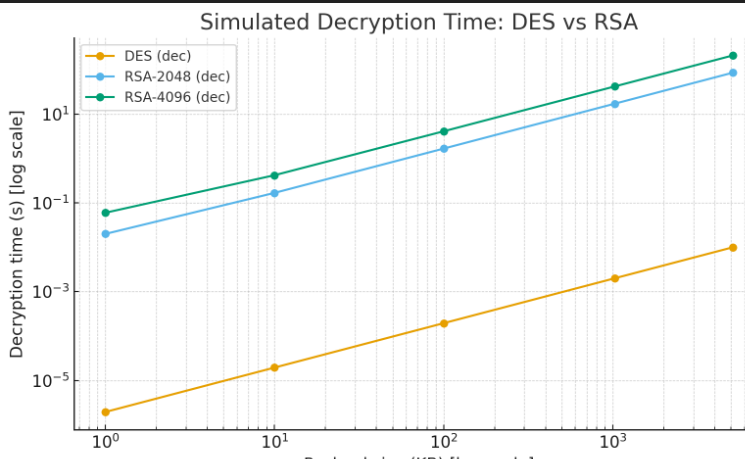 Simulated Decryption Time: DES vs RSA
DES (dec)
RSA-2048 (dec)
RSA-4096 (dec)
Decryption time (s) [log scale]
10¹
10⁻¹
10⁻³
10⁻⁵
10⁰ 10¹ 10² 10³